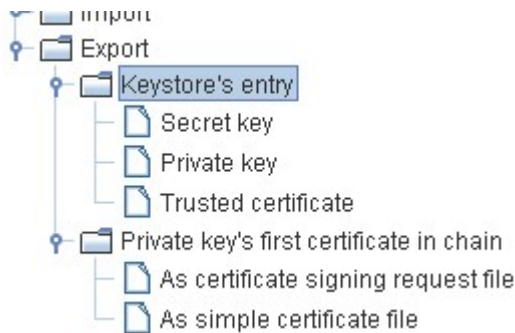 Import
Export
Keystore's entry
Secret key
Private key
Trusted certificate
Private key's first certificate in chain
As certificate signing request file
As simple certificate file